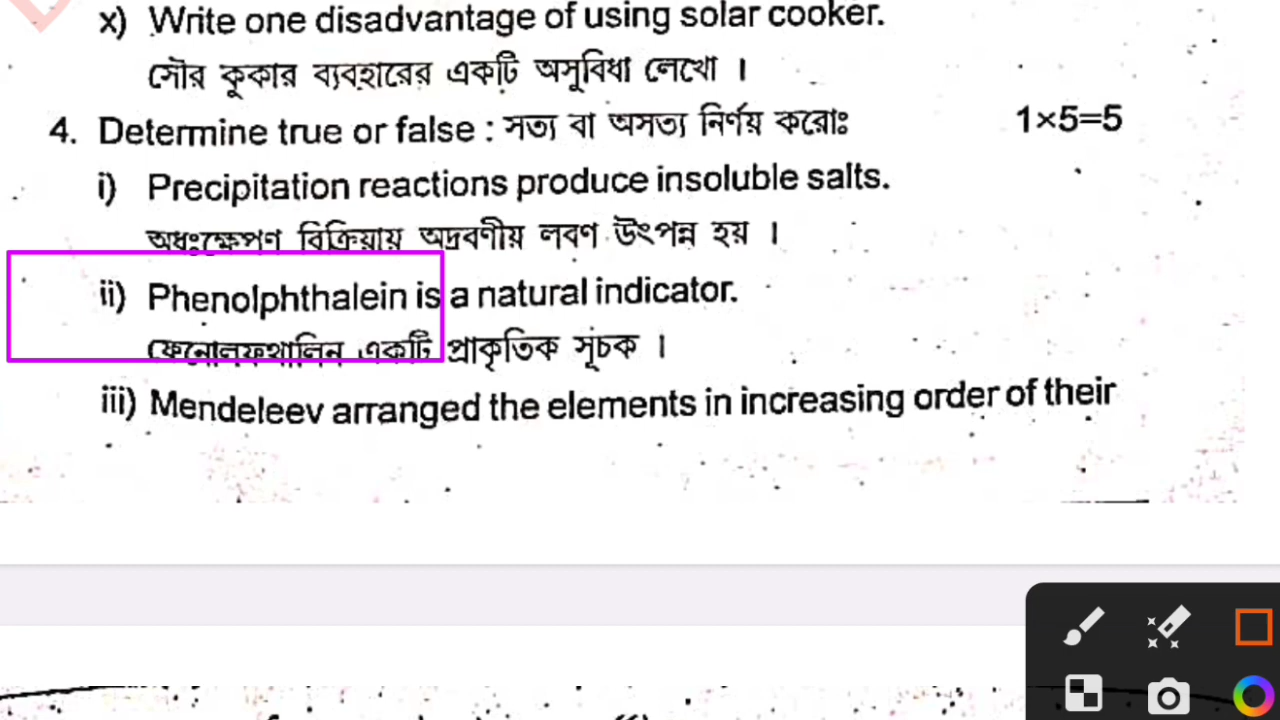 x) Write one disadvantage of using solar cooker.
সৌর কুকার ব্যবহারের একটি অসুবিধা লেখো ।
4. Determine true or false : সত্য বা অসত্য নির্ণয় করোঃ 1×5=5
i) Precipitation reactions produce insoluble salts.
অধঃক্ষেপণ বিক্রিয়ায় অদ্রবণীয় লবণ উৎপন্ন হয় ।
ii) Phenolphthalein is a natural indicator.
ফেনোলফথালিন একটি প্রাকৃতিক সূচক ।
iii) Mendeleev arranged the elements in increasing order of their